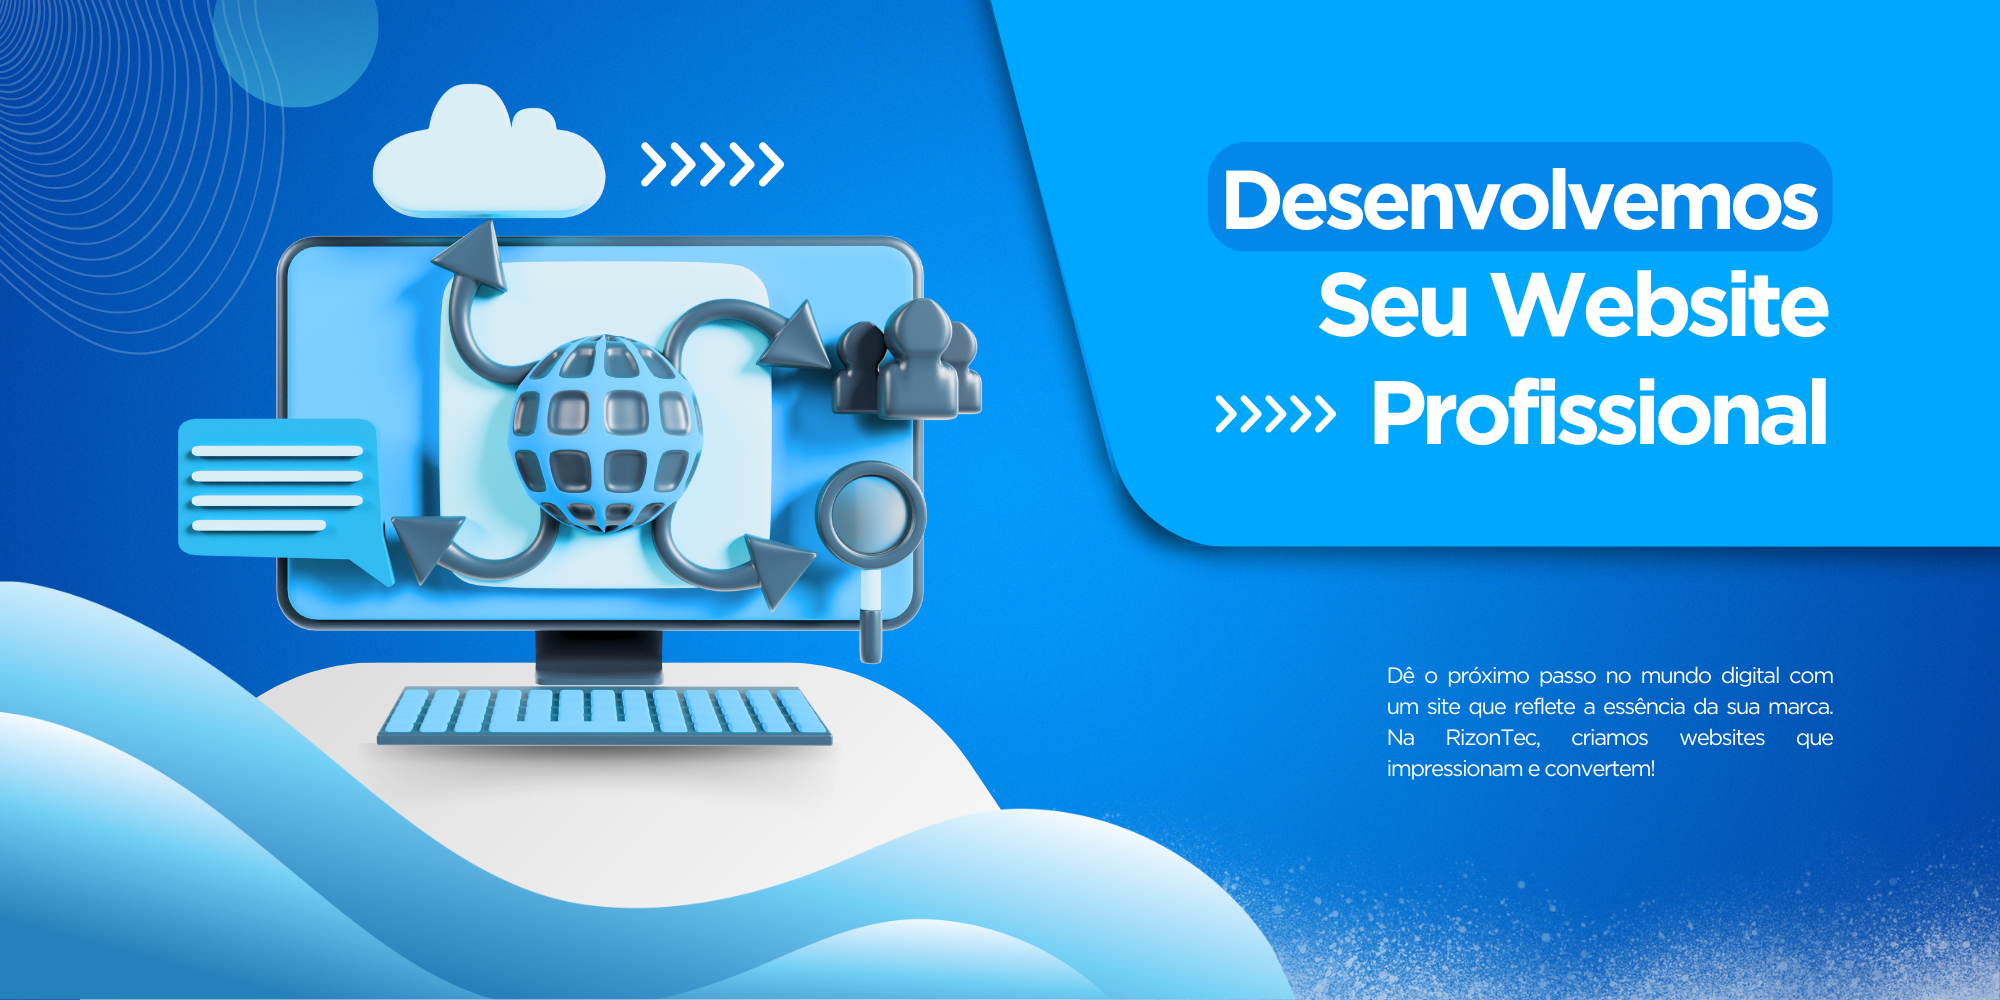 Desenvolvemos
Seu Website
Profissional
Dê o próximo passo no mundo digital com
um site que reflete a essência da sua marca.
Na RizonTec, criamos websites que
impressionam e convertem!